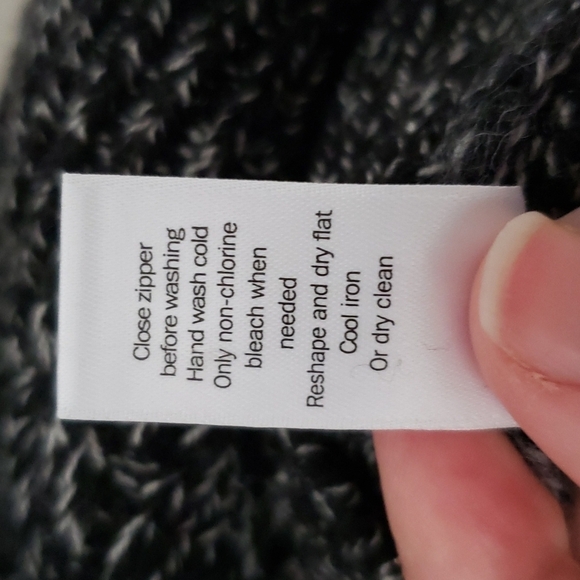 Close zipper
before washing
Hand wash cold
Only non-chlorine
bleach when
needed
Reshape and dry flat
Cool iron
Or dry clean